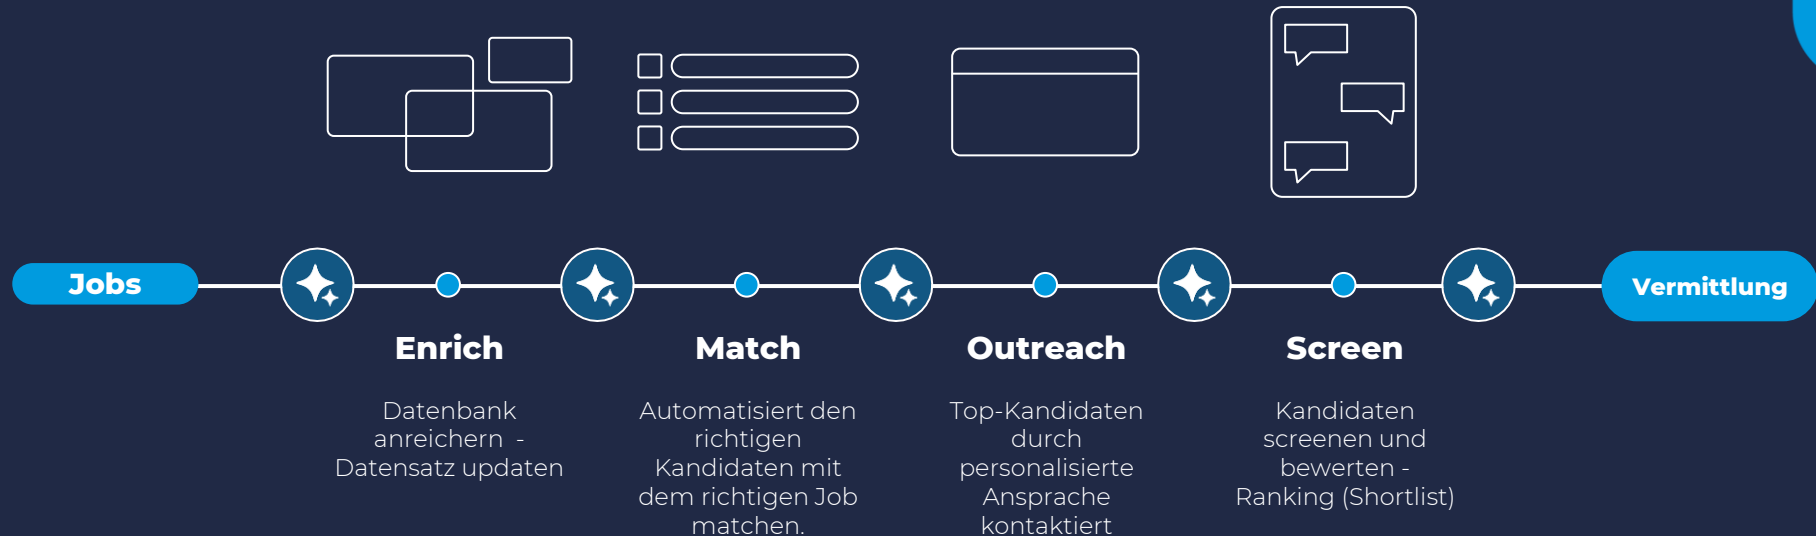 Jobs
Vermittlung
Enrich
Datenbank
anreichern -
Datensatz updaten
Match
Automatisiert den
richtigen
Kandidaten mit
dem richtigen Job
matchen.
Outreach
Top-Kandidaten
durch
personalisierte
Ansprache
kontaktiert
Screen
Kandidaten
screenen und
bewerten -
Ranking (Shortlist)